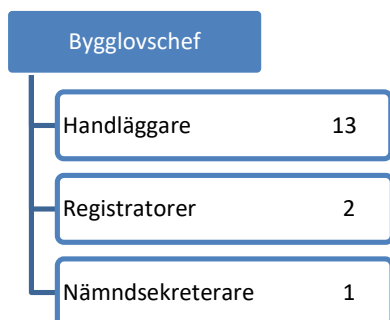 Bygglovschef
Handläggare 13
Registratorer 2
Nämndsekreterare 1